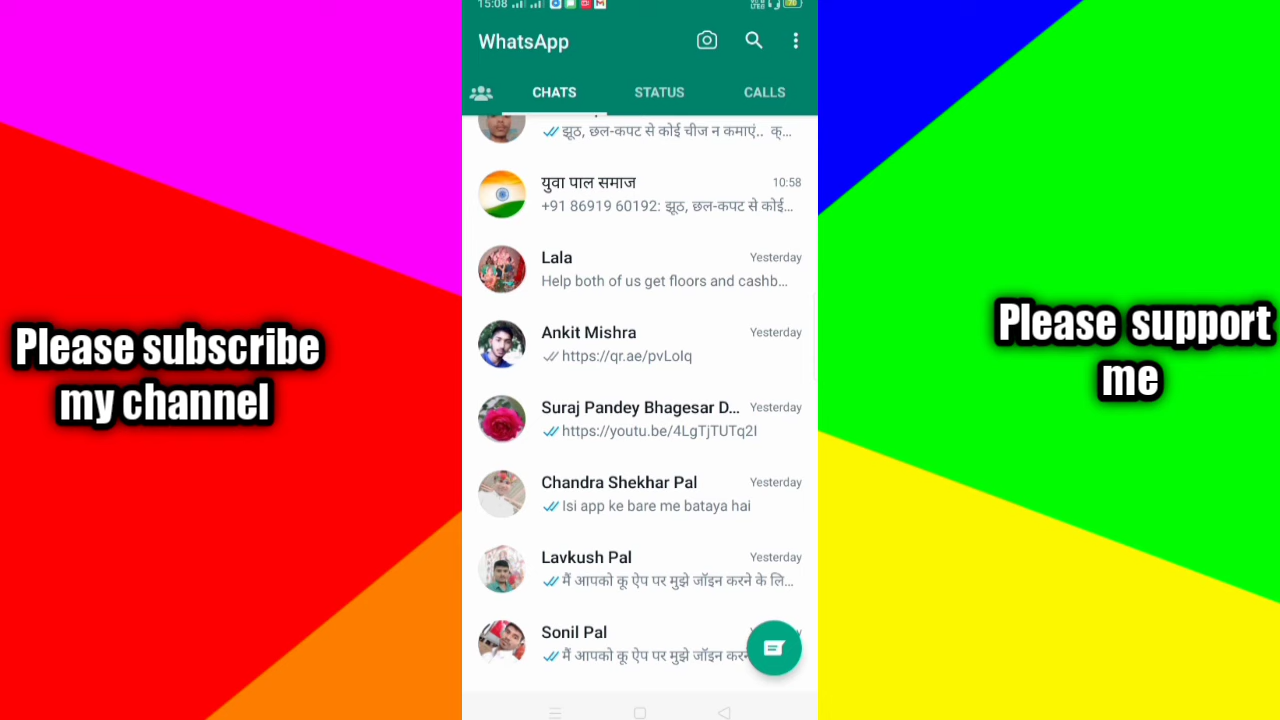 15:08
WhatsApp
CHATS
STATUS
CALLS
झूठ, छल-कपट से कोई चीज न कमाएं.. क्...
युवा पाल समाज
10:58
+91 86919 60192: झूठ, छल-कपट से कोई...
Lala
Yesterday
Help both of us get floors and cashb...
Ankit Mishra
Yesterday
https://qr.ae/pvLolq
Suraj Pandey Bhagesar D...
Yesterday
https://youtu.be/4LgTjTUTq2I
Chandra Shekhar Pal
Yesterday
Isi app ke bare me bataya hai
Lavkush Pal
Yesterday
मैं आपको कू ऐप पर मुझे जॉइन करने के लि...
Sonil Pal
मैं आपको कू ऐप पर मुझे जॉइन
Please subscribe
my channel
Please support
me